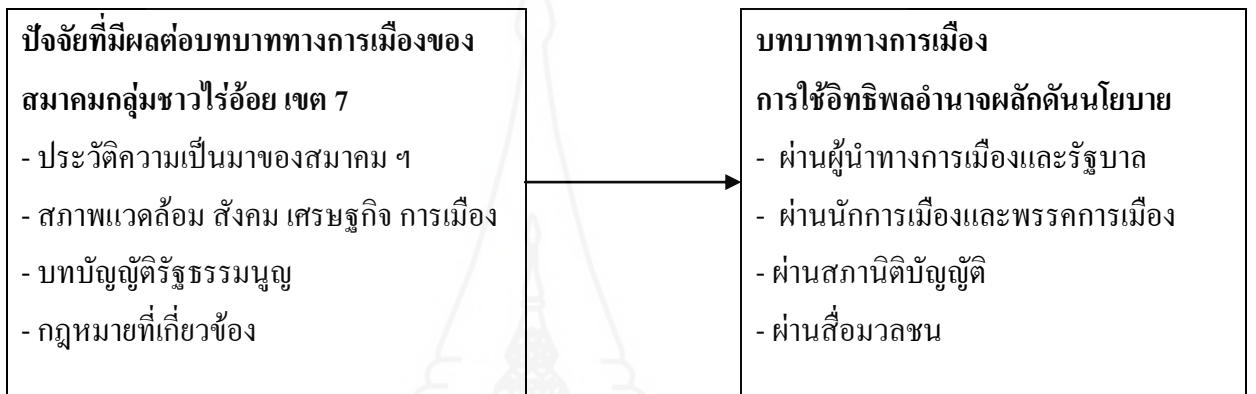 ปัจจัยที่มีผลต่อบทบาททางการเมืองของ
สมาคมกลุ่มชาวไร่อ้อย เขต 7
- ประวัติความเป็นมาของสมาคม ฯ
- สภาพแวดล้อม สังคม เศรษฐกิจ การเมือง
- บทบัญญัติรัฐธรรมนูญ
- กฎหมายที่เกี่ยวข้อง
บทบาททางการเมือง
การใช้อิทธิพลอำนาจผลักดันนโยบาย
- ผ่านผู้นำทางการเมืองและรัฐบาล
- ผ่านนักการเมืองและพรรคการเมือง
- ผ่านสภานิติบัญญัติ
- ผ่านสื่อมวลชน